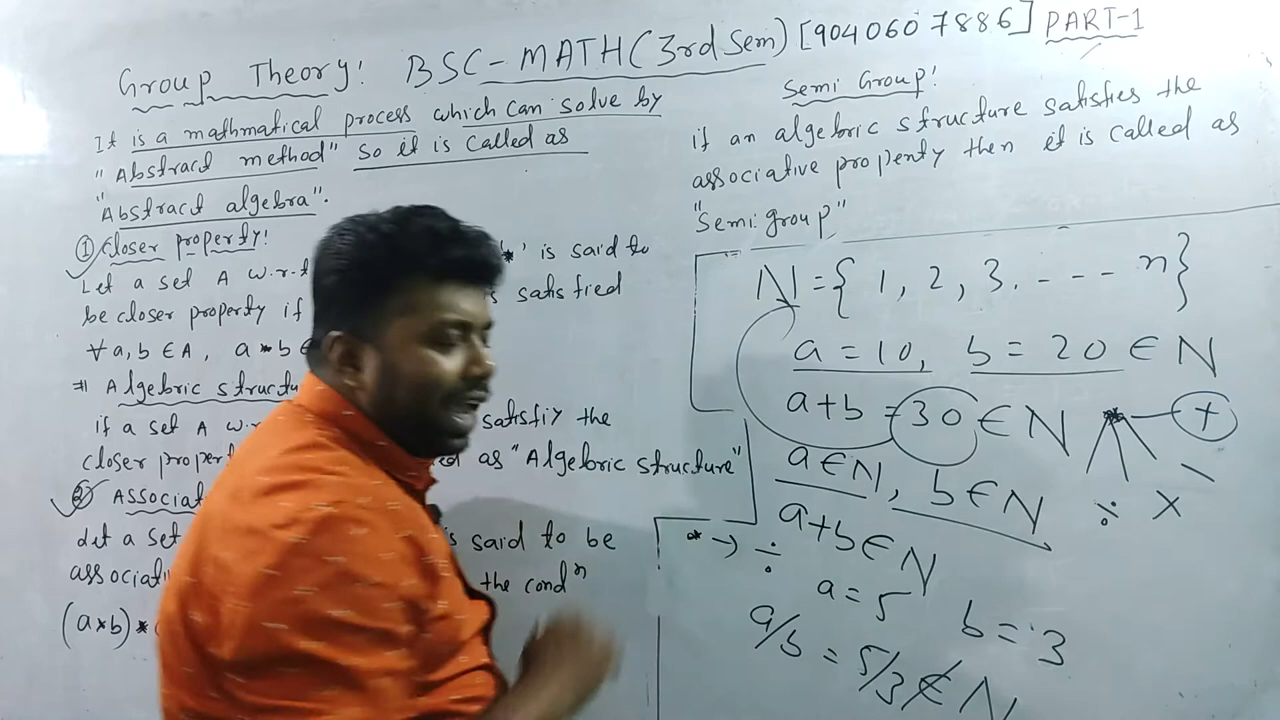 Group Theory! BSC-MATH(3rd Sem) [9040607886] PART-1
It is a mathmatical process which can solve by
"Abstract method" so it is called as
"Abstract algebra".
① Closer property!
Let a set A w.r.t '*' is said to
be closer property if satisfied
∀ a, b ∈ A, a * b ∈
⇒ Algebric structu
if a set A w.r satisfiy the
closer proper ed as "Algebric structure"
② Associat
Let a set is said to be
associati the condⁿ
(a*b)*
Semi Group!
if an algebric structure satisfies the
associative property then it is called as
"Semi group"
N = { 1, 2, 3. - - - n }
a = 10, b = 20 ∈ N
a+b = 30 ∈ N * +
a ∈ N, b ∈ N ÷ × \
a+b ∈ N
* → ÷
a = 5 b = 3
a/b = 5/3 ∉ N